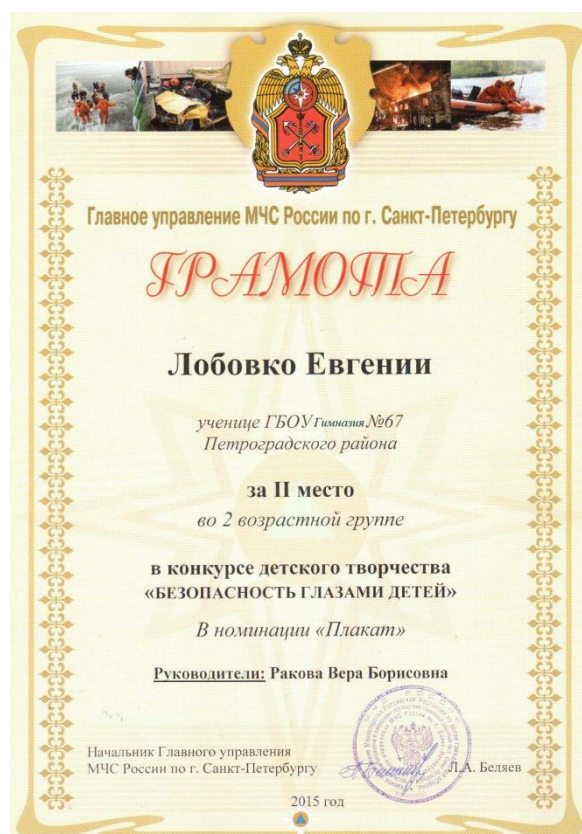 Главное управление МЧС России по г. Санкт-Петербургу
ГРАМОТА
Лобовко Евгении
ученице ГБОУ Гимназия №67
Петроградского района
за II место
во 2 возрастной группе
в конкурсе детского творчества
«БЕЗОПАСНОСТЬ ГЛАЗАМИ ДЕТЕЙ»
В номинации «Плакат»
Руководители: Ракова Вера Борисовна
Начальник Главного управления
МЧС России по г. Санкт-Петербургу
Л.А. Беляев
2015 год